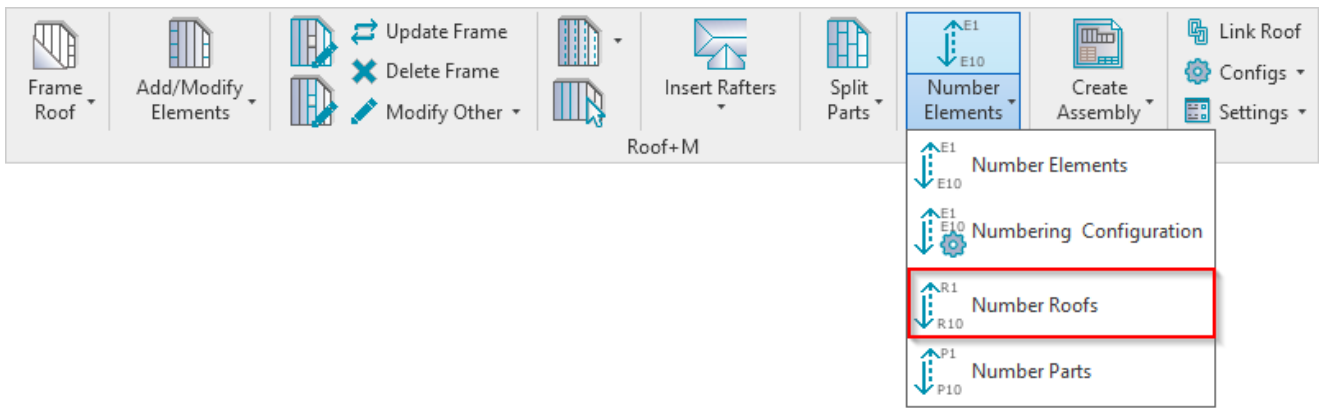 Frame
Roof
Add/Modify
Elements
Update Frame
Delete Frame
Modify Other
Insert Rafters
Split
Parts
E1
E10
Number
Elements
Create
Assembly
Link Roof
Configs
Settings
Roof+M
E1
E10
Number Elements
E1
E10
Numbering Configuration
R1
R10
Number Roofs
P1
P10
Number Parts